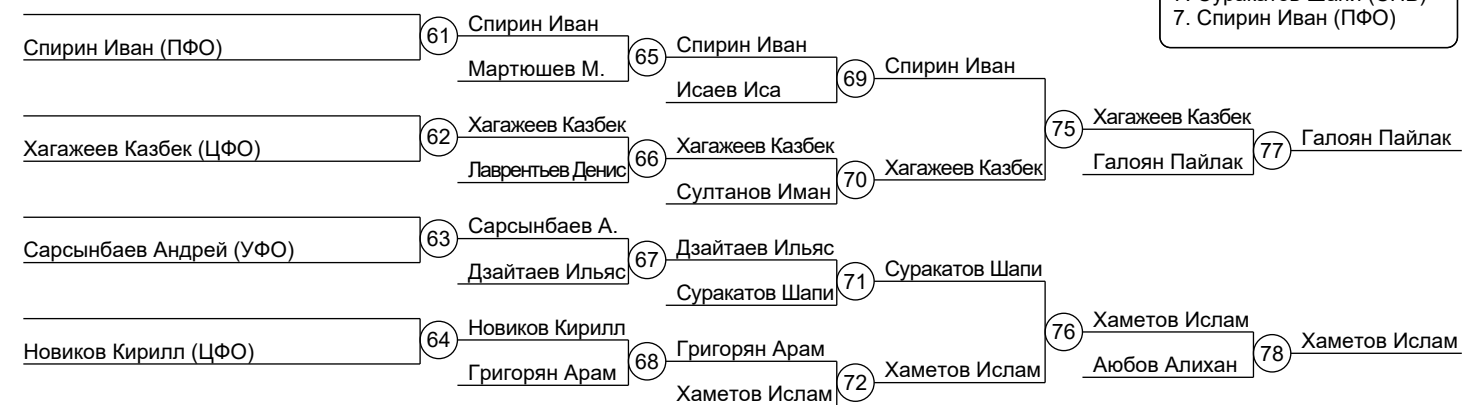 7. Спирин Иван (ПФО)
Спирин Иван
61
Спирин Иван (ПФО)
Спирин Иван
Мартюшев М.
65
Спирин Иван
Исаев Иса
69
Хагажеев Казбек
62
Хагажеев Казбек
75
Галоян Пайлак
Хагажеев Казбек (ЦФО)
Хагажеев Казбек
Галоян Пайлак
77
Лаврентьев Денис
66
Хагажеев Казбек
Султанов Иман
70
Сарсынбаев А.
63
Сарсынбаев Андрей (УФО)
Дзайтаев Ильяс
Дзайтаев Ильяс
67
Суракатов Шапи
Суракатов Шапи
71
Новиков Кирилл
64
Хаметов Ислам
76
Хаметов Ислам
Новиков Кирилл (ЦФО)
Григорян Арам
Аюбов Алихан
78
Григорян Арам
68
Хаметов Ислам
Хаметов Ислам
72